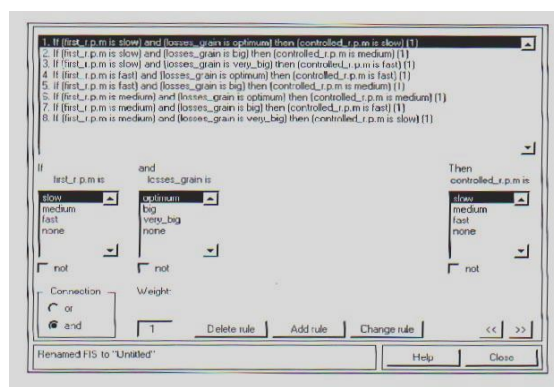 1. If (first_r.p.m is slow) and (losses_grain is optimum) then (controlled_r.p.m is slow) (1)
2. If (first_r.p.m is slow) and (losses_grain is big) then (controlled_r.p.m is medium) (1)
3. If (first_r.p.m is slow) and (losses_grain is very_big) then (controlled_r.p.m is fast) (1)
4. If (first_r.p.m is fast) and (losses_grain is optimum) then (controlled_r.p.m is fast) (1)
5. If (first_r.p.m is fast) and (losses_grain is big) then (controlled_r.p.m is medium) (1)
6. If (first_r.p.m is medium) and (losses_grain is optimum) then (controlled_r.p.m is medium) (1)
7. If (first_r.p.m is medium) and (losses_grain is big) then (controlled_r.p.m is fast) (1)
8. If (first_r.p.m is medium) and (losses_grain is very_big) then (controlled_r.p.m is slow) (1)
If and Then
first_r.p.m is losses_grain is controlled_r.p.m is
slow optimum slow
medium big medium
fast very_big fast
none none none
not not not
Connection Weight:
or
and 1 Delete rule Add rule Change rule << >>
Renamed FIS to "Untitled" Help Close